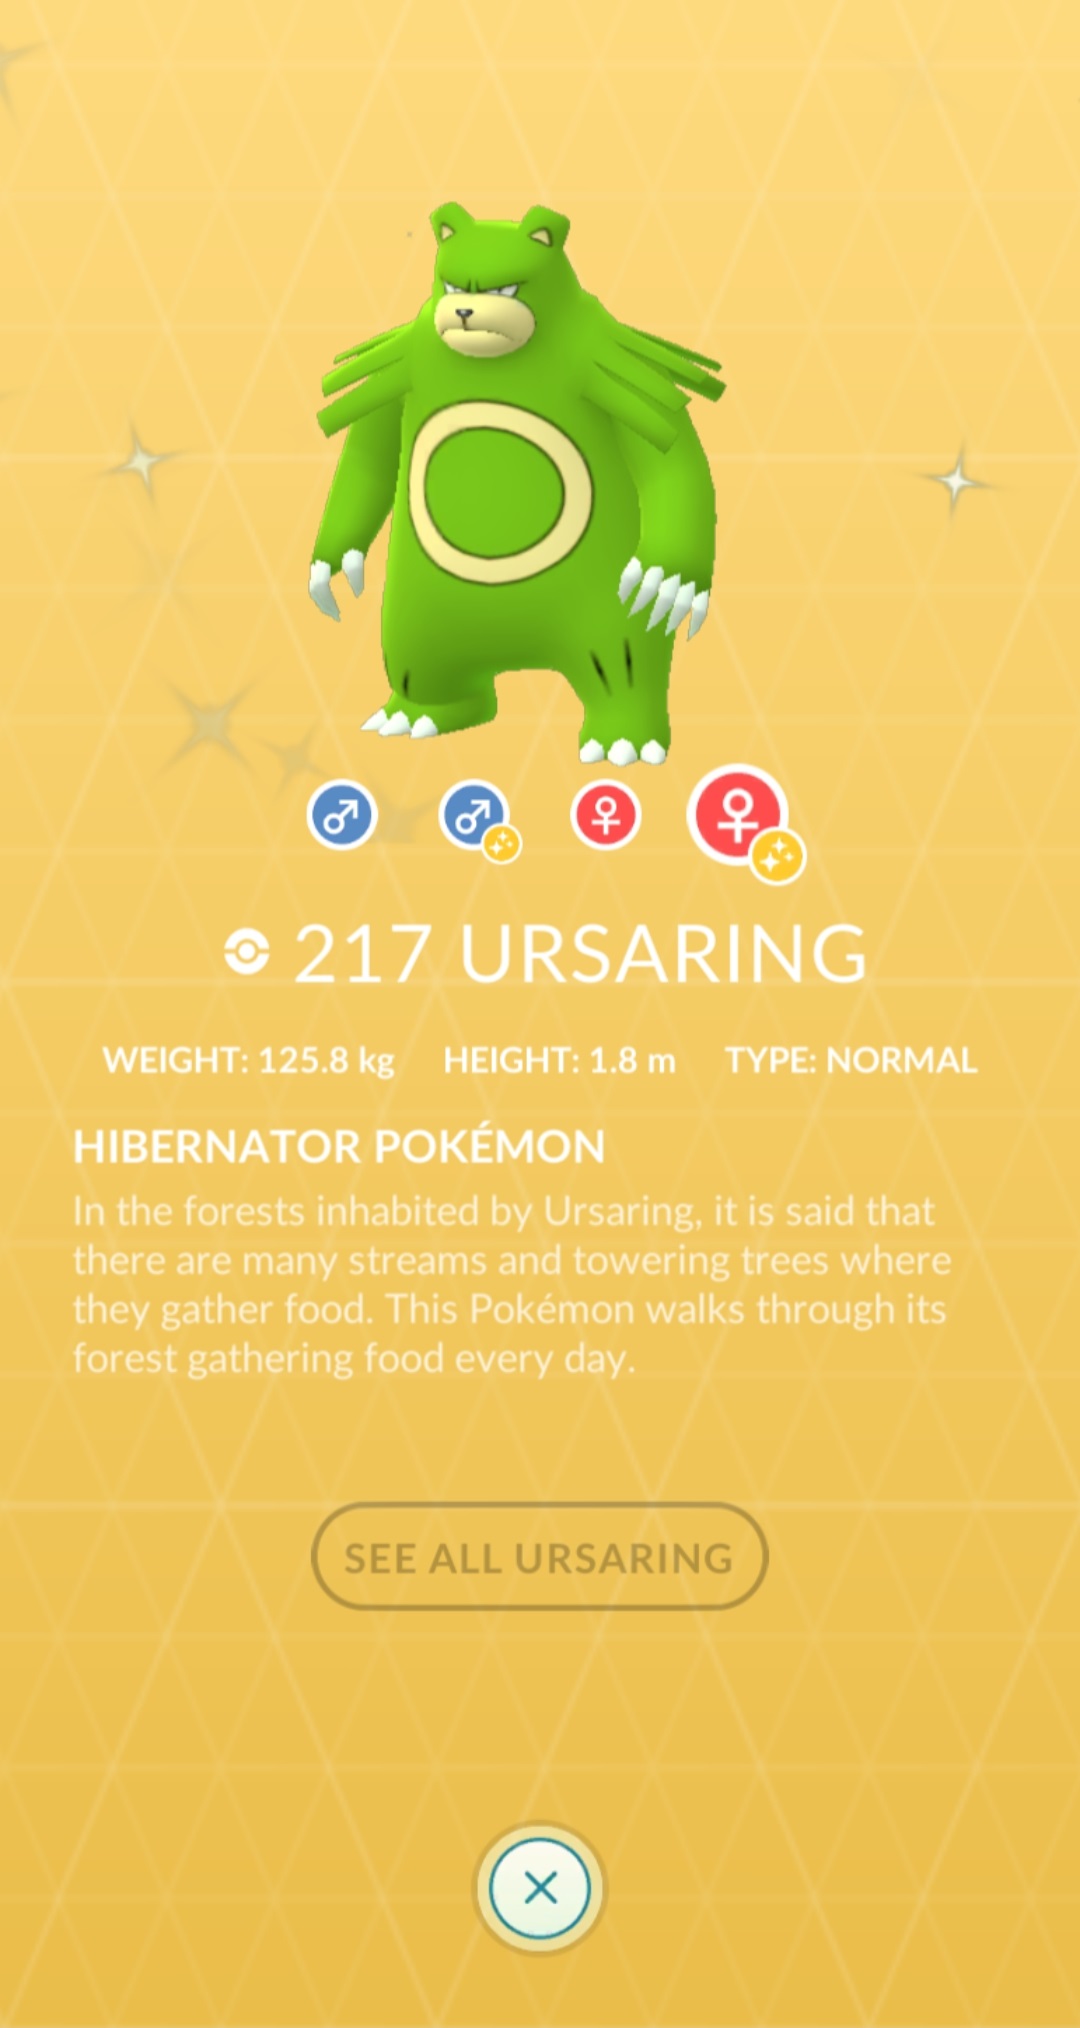 217 URSARING
WEIGHT: 125.8 kg HEIGHT: 1.8 m TYPE: NORMAL
HIBERNATOR POKÉMON
In the forests inhabited by Ursaring, it is said that
there are many streams and towering trees where
they gather food. This Pokémon walks through its
forest gathering food every day.
SEE ALL URSARING